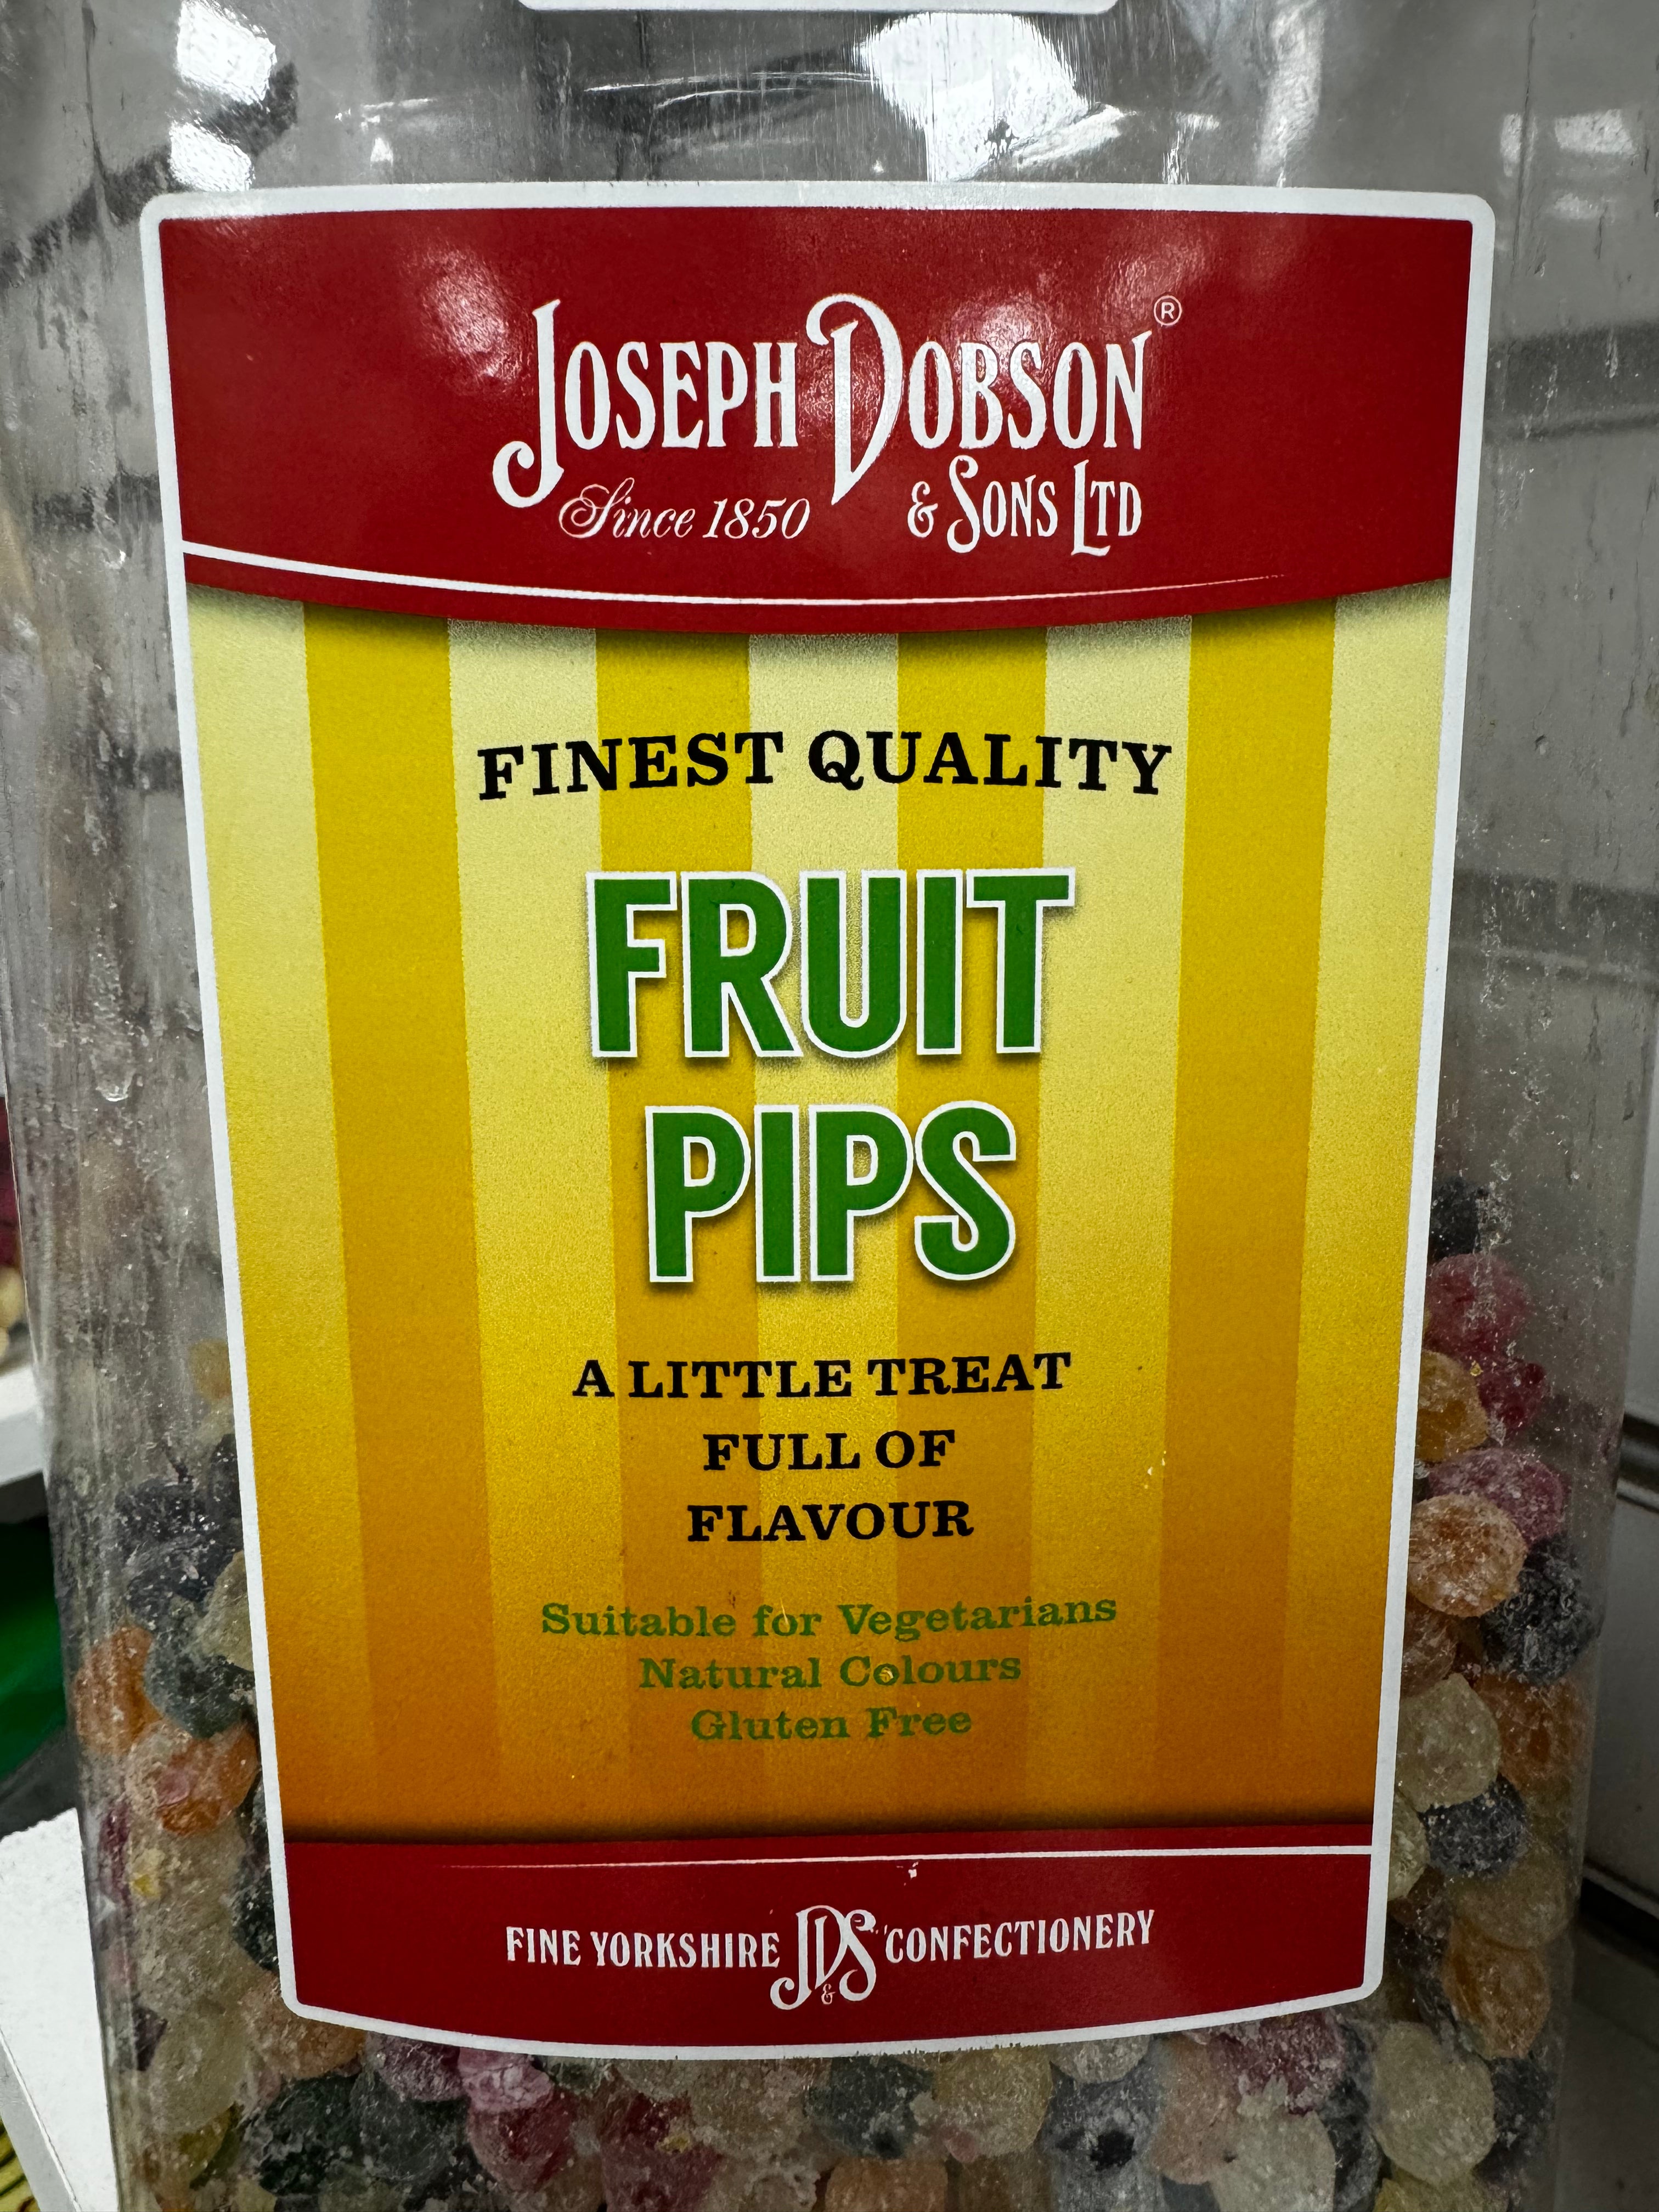 JOSEPH DOBSON®
Since 1850 & SONS LTD
FINEST QUALITY
FRUIT
PIPS
A LITTLE TREAT
FULL OF
FLAVOUR
Suitable for Vegetarians
Natural Colours
Gluten Free
FINE YORKSHIRE JD&S CONFECTIONERY